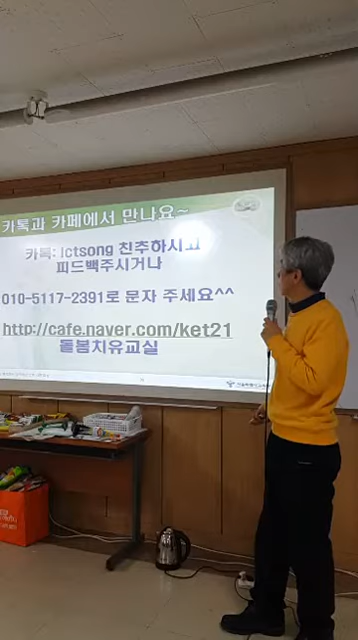 카톡과 카페에서 만나요~
카톡: Ictsong 친추하시고
피드백주시거나
010-5117-2391로 문자 주세요^^
http://cafe.naver.com/ket21
돌봄치유교실